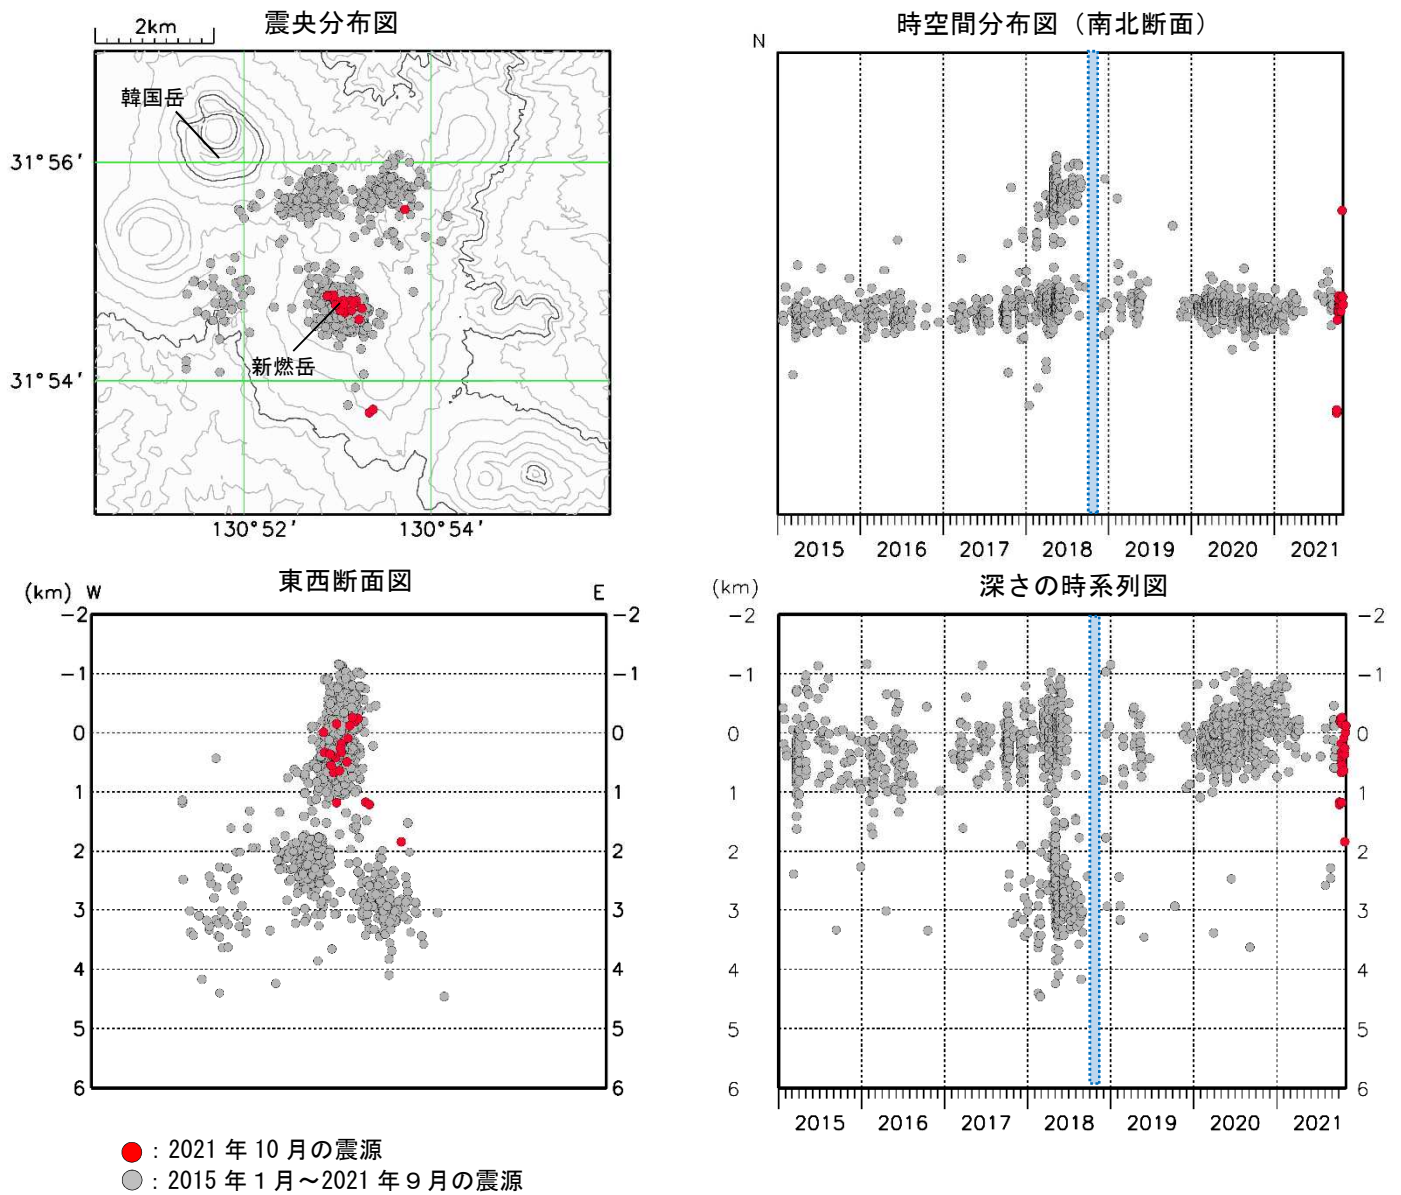 2km
震央分布図
韓国岳
31°56′
新燃岳
31°54′
130°52′
130°54′
時空間分布図（南北断面）
N
2015 2016 2017 2018 2019 2020 2021
東西断面図
(km) W
E
-2 -2
-1 -1
0 0
1 1
2 2
3 3
4 4
5 5
6 6
深さの時系列図
(km)
-2 -2
-1 -1
0 0
1 1
2 2
3 3
4 4
5 5
6 6
2015 2016 2017 2018 2019 2020 2021
：2021 年 10 月の震源
：2015 年 1 月～2021 年 9 月の震源